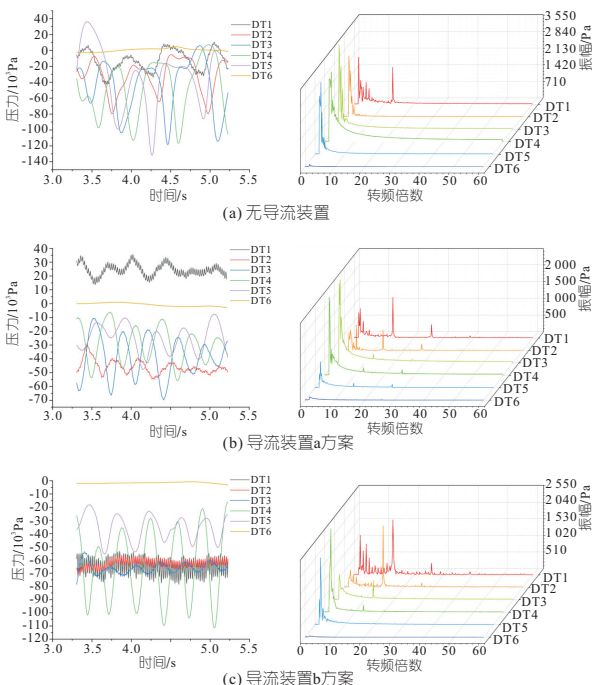 压力/10³Pa
40
20
0
-20
-40
-60
-80
-100
-120
140
3.0
3.5
4.0
4.5
5.0
5.5
时间/s
DT1
DT2
DT3
DT4
DT5
DT6
3 550
2 840
2 130
1 420
710
振幅/Pa
DT1
DT2
DT3
DT4
DT5
DT6
0 10 20 30 40 50 60
转频倍数
(a) 无导流装置
压力/10³Pa
40
30
20
10
0
-10
-20
-30
-40
-50
-60
-70
3.0
3.5
4.0
4.5
5.0
5.5
时间/s
DT1
DT2
DT3
DT4
DT5
DT6
2 000
1 500
1 000
500
振幅/Pa
DT1
DT2
DT3
DT4
DT5
DT6
0 10 20 30 40 50 60
转频倍数
(b) 导流装置a方案
压力/10³Pa
0
-10
-20
-30
-40
-50
-60
-70
-80
-90
-100
-110
-120
3.0
3.5
4.0
4.5
5.0
5.5
时间/s
DT1
DT2
DT3
DT4
DT5
DT6
2 550
2 040
1 530
1 020
510
振幅/Pa
DT1
DT2
DT3
DT4
DT5
DT6
0 10 20 30 40 50 60
转频倍数
(c) 导流装置b方案